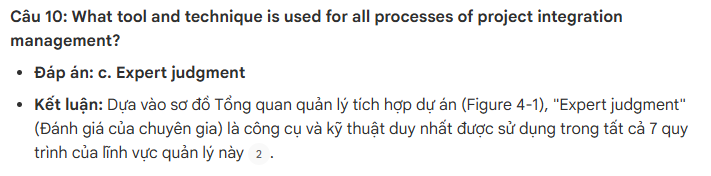 Câu 10: What tool and technique is used for all processes of project integration
management?
• Đáp án: c. Expert judgment
• Kết luận: Dựa vào sơ đồ Tổng quan quản lý tích hợp dự án (Figure 4-1), "Expert judgment"
(Đánh giá của chuyên gia) là công cụ và kỹ thuật duy nhất được sử dụng trong tất cả 7 quy
trình của lĩnh vực quản lý này 2 .